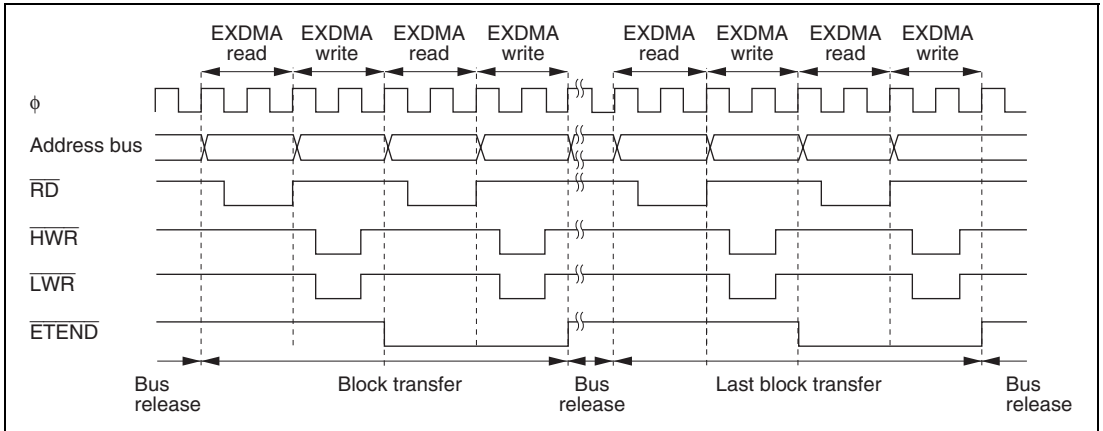 EXDMA EXDMA EXDMA EXDMA EXDMA EXDMA EXDMA EXDMA
read write read write read write read write
ϕ
Address bus
RD
HWR
LWR
ETEND
Bus Block transfer Bus Last block transfer Bus
release release release